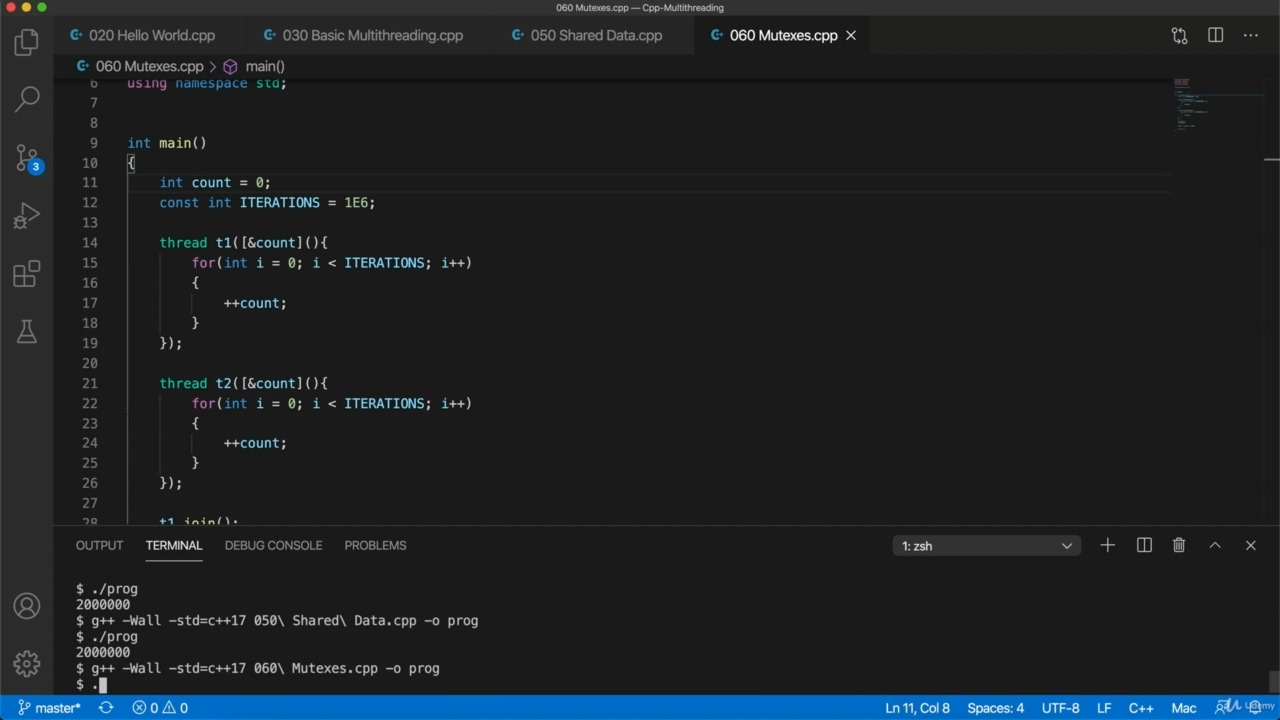 060 Mutexes.cpp — Cpp-Multithreading
020 Hello World.cpp 030 Basic Multithreading.cpp 050 Shared Data.cpp 060 Mutexes.cpp
060 Mutexes.cpp > main()
6 using namespace std;
7
8
9 int main()
10 {
11 int count = 0;
12 const int ITERATIONS = 1E6;
13
14 thread t1([&count](){
15 for(int i = 0; i < ITERATIONS; i++)
16 {
17 ++count;
18 }
19 });
20
21 thread t2([&count](){
22 for(int i = 0; i < ITERATIONS; i++)
23 {
24 ++count;
25 }
26 });
27
28 t1.join();
3
OUTPUT TERMINAL DEBUG CONSOLE PROBLEMS 1: zsh
$ ./prog
2000000
$ g++ -Wall -std=c++17 050\ Shared\ Data.cpp -o prog
$ ./prog
2000000
$ g++ -Wall -std=c++17 060\ Mutexes.cpp -o prog
$ .
master* 0 0 Ln 11, Col 8 Spaces: 4 UTF-8 LF C++ Mac Udemy